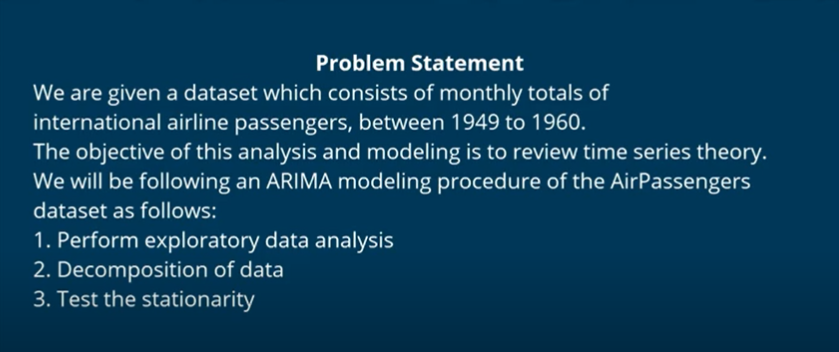 Problem Statement
We are given a dataset which consists of monthly totals of
international airline passengers, between 1949 to 1960.
The objective of this analysis and modeling is to review time series theory.
We will be following an ARIMA modeling procedure of the AirPassengers
dataset as follows:
1. Perform exploratory data analysis
2. Decomposition of data
3. Test the stationarity